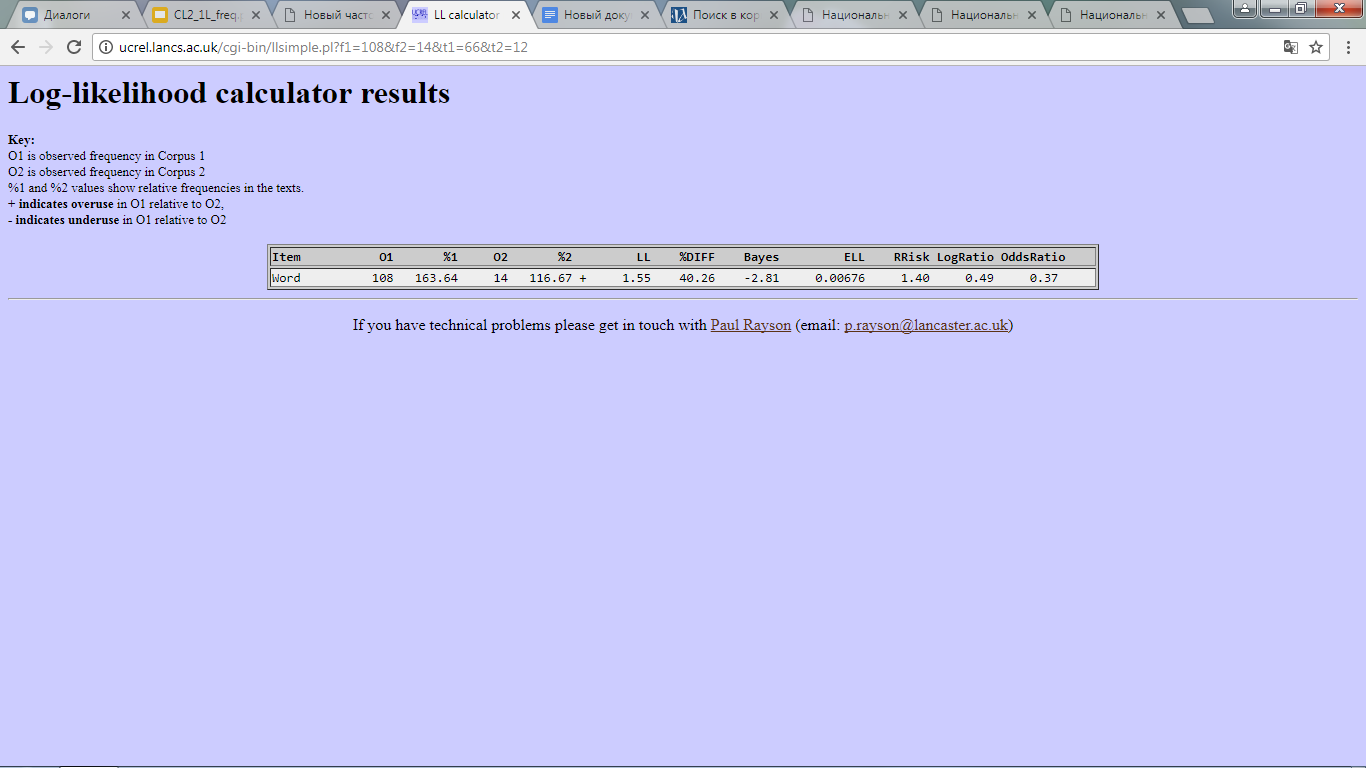 Диалоги
CL2_1L_freq.p
Новый часто
LL calculator
Новый доку
Поиск в кор
Национальн
Национальн
Национальн
ucrel.lancs.ac.uk/cgi-bin/llsimple.pl?f1=108&f2=14&t1=66&t2=12
Log-likelihood calculator results
Key:
O1 is observed frequency in Corpus 1
O2 is observed frequency in Corpus 2
%1 and %2 values show relative frequencies in the texts.
+ indicates overuse in O1 relative to O2,
- indicates underuse in O1 relative to O2
Item O1 %1 O2 %2 LL %DIFF Bayes ELL RRisk LogRatio OddsRatio
Word 108 163.64 14 116.67 + 1.55 40.26 -2.81 0.00676 1.40 0.49 0.37
If you have technical problems please get in touch with Paul Rayson (email: p.rayson@lancaster.ac.uk)